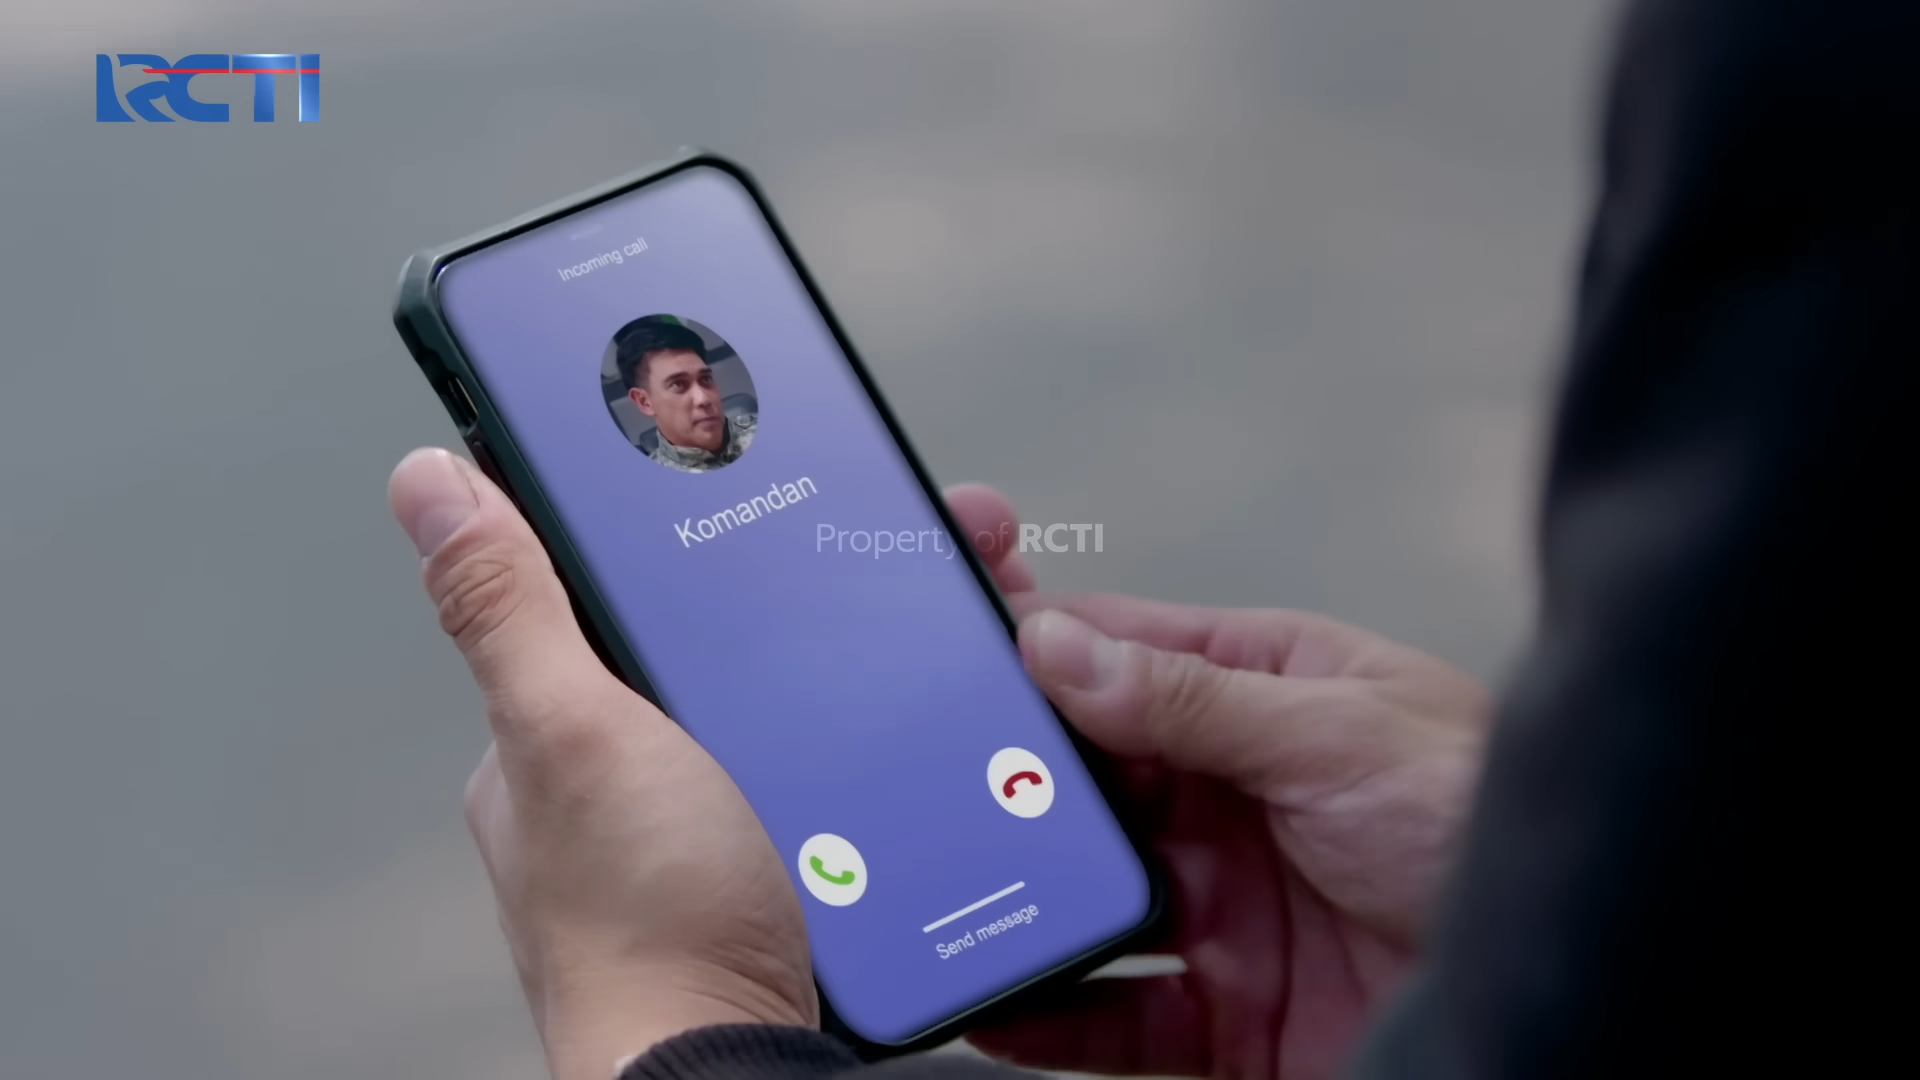 RCTI
Incoming call
Komandan
Property of RCTI
Send message